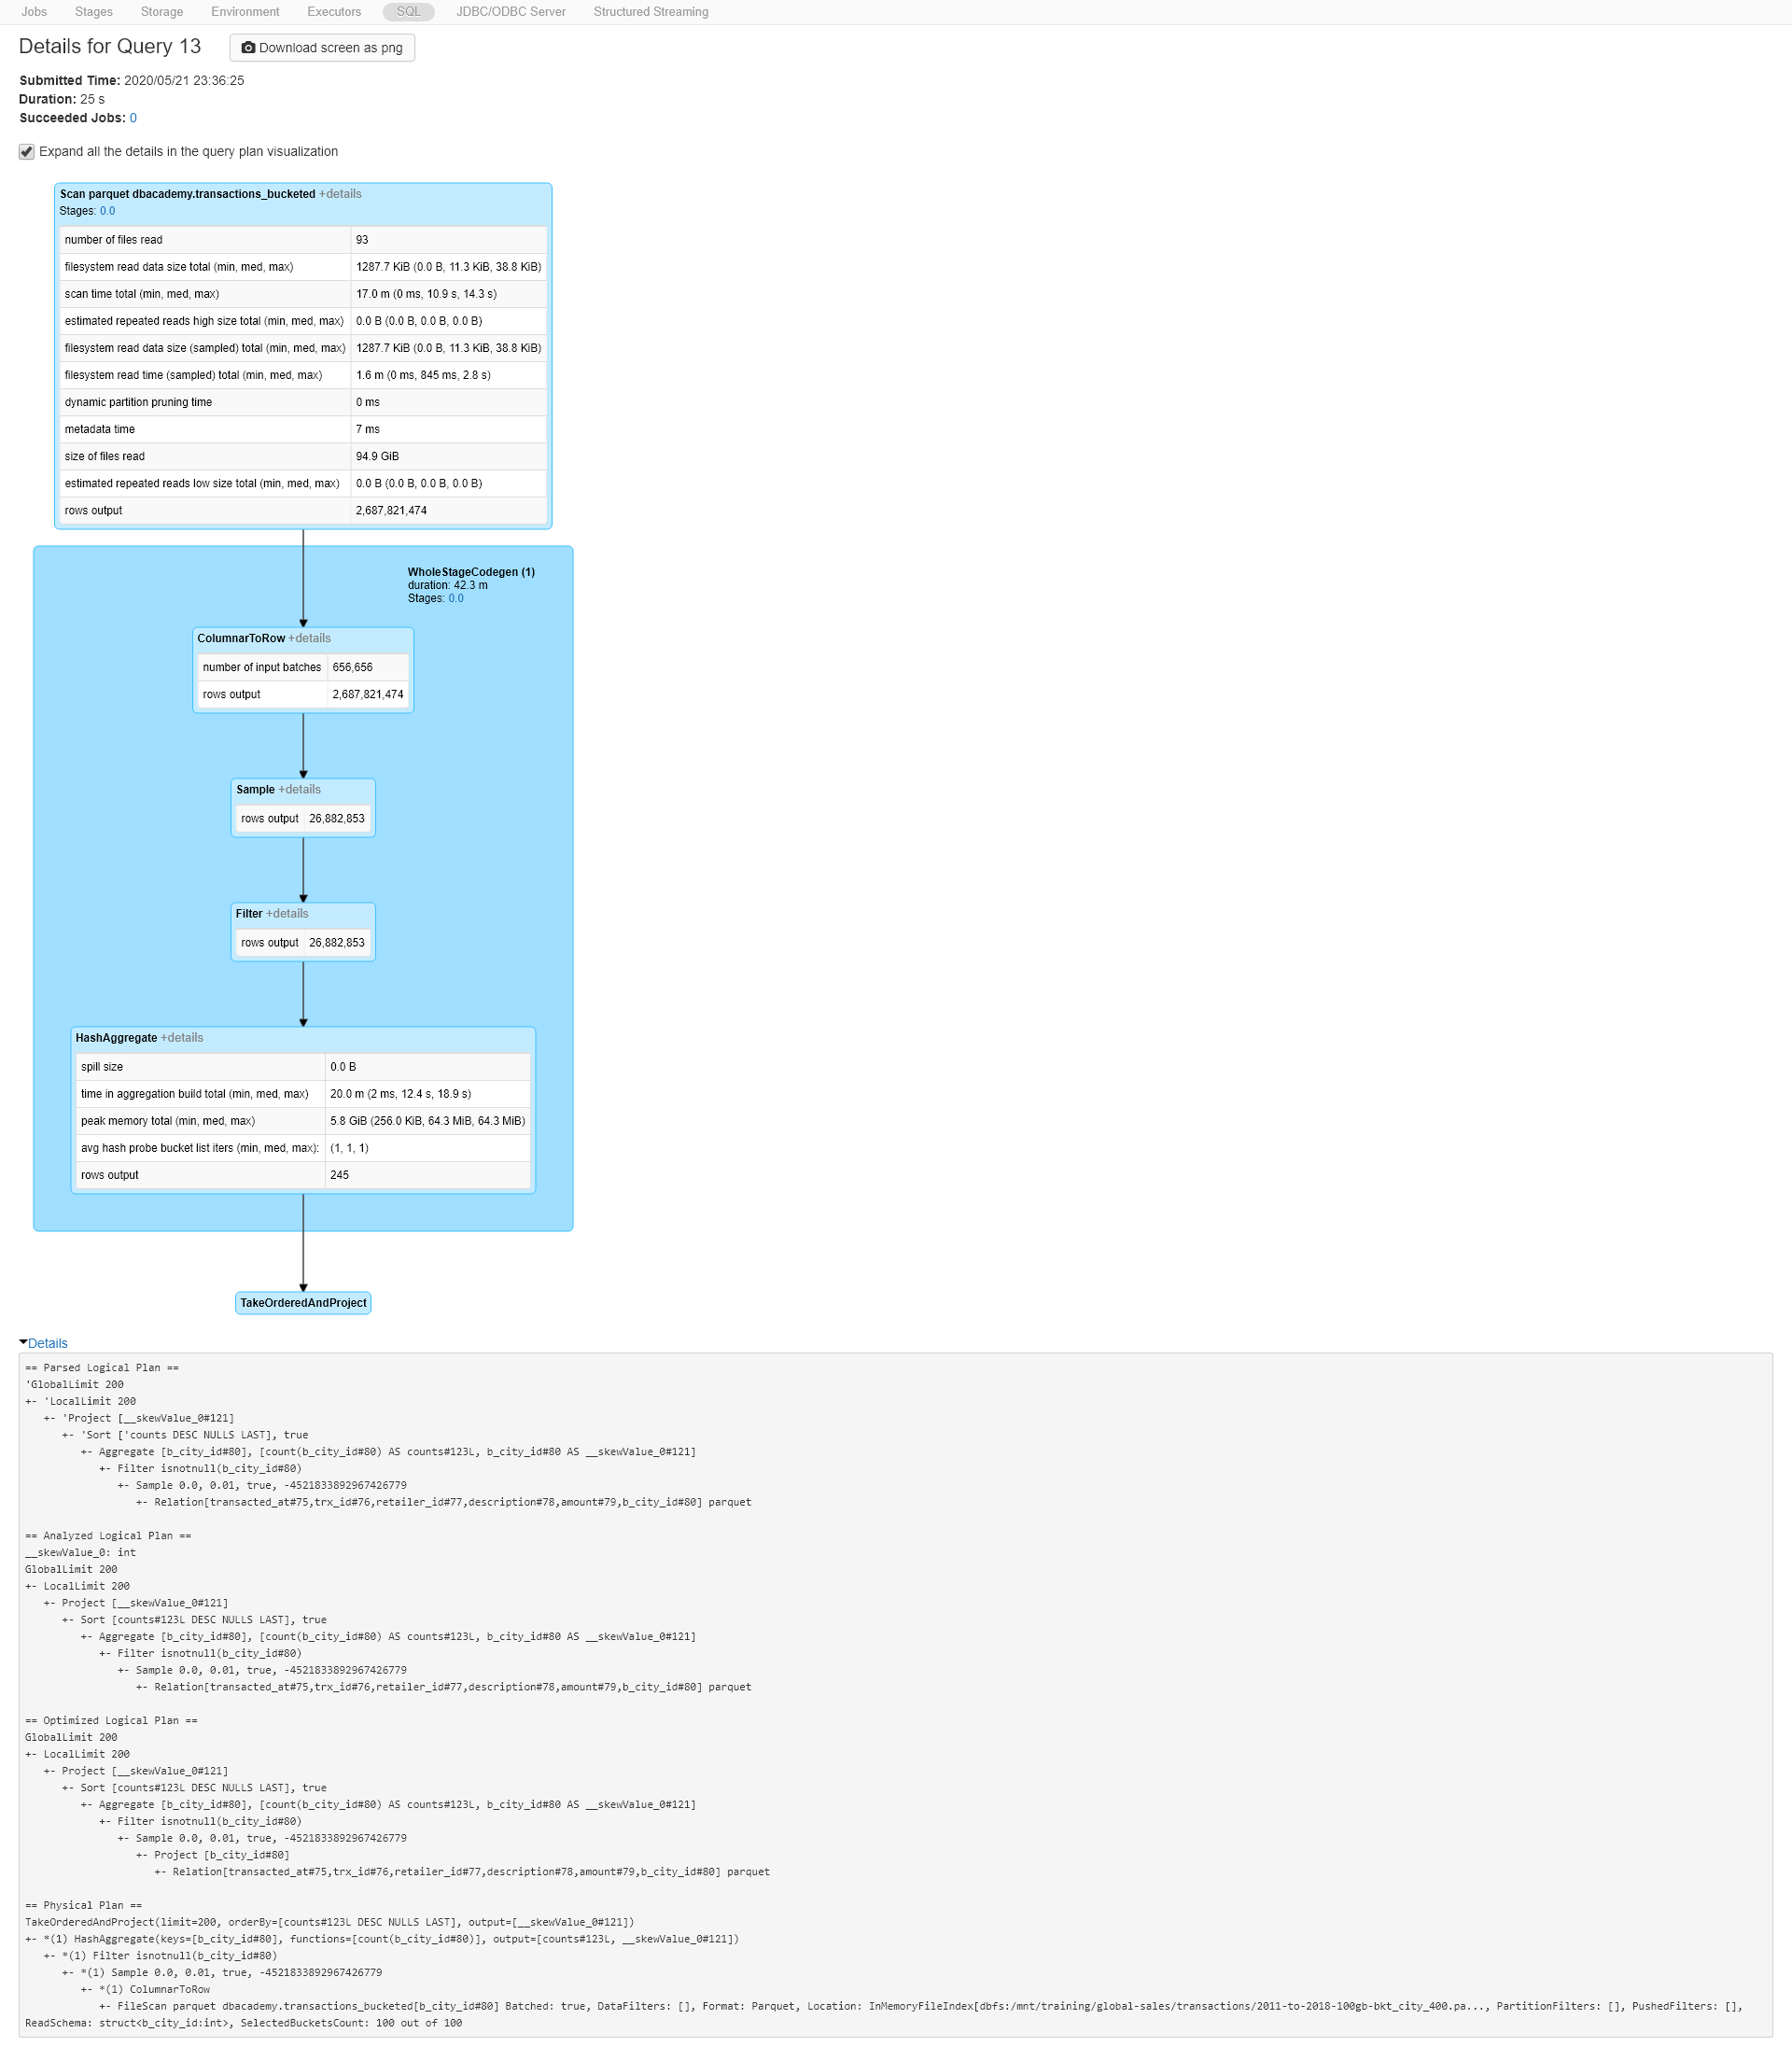 Jobs Stages Storage Environment Executors SQL JDBC/ODBC Server Structured Streaming
Details for Query 13 Download screen as png
Submitted Time: 2020/05/21 23:36:25
Duration: 25 s
Succeeded Jobs: 0
Expand all the details in the query plan visualization
Scan parquet dbacademy.transactions_bucketed +details
Stages: 0.0
number of files read 93
filesystem read data size total (min, med, max) 1287.7 KiB (0.0 B, 11.3 KiB, 38.8 KiB)
scan time total (min, med, max) 17.0 m (0 ms, 10.9 s, 14.3 s)
estimated repeated reads high size total (min, med, max) 0.0 B (0.0 B, 0.0 B, 0.0 B)
filesystem read data size (sampled) total (min, med, max) 1287.7 KiB (0.0 B, 11.3 KiB, 38.8 KiB)
filesystem read time (sampled) total (min, med, max) 1.6 m (0 ms, 845 ms, 2.8 s)
dynamic partition pruning time 0 ms
metadata time 7 ms
size of files read 94.9 GiB
estimated repeated reads low size total (min, med, max) 0.0 B (0.0 B, 0.0 B, 0.0 B)
rows output 2,687,821,474
WholeStageCodegen (1)
duration: 42.3 m
Stages: 0.0
ColumnarToRow +details
number of input batches 656,656
rows output 2,687,821,474
Sample +details
rows output 26,882,853
Filter +details
rows output 26,882,853
HashAggregate +details
spill size 0.0 B
time in aggregation build total (min, med, max) 20.0 m (2 ms, 12.4 s, 18.9 s)
peak memory total (min, med, max) 5.8 GiB (256.0 KiB, 64.3 MiB, 64.3 MiB)
avg hash probe bucket list iters (min, med, max): (1, 1, 1)
rows output 245
TakeOrderedAndProject
Details
== Parsed Logical Plan ==
'GlobalLimit 200
+- 'LocalLimit 200
   +- 'Project [__skewValue_0#121]
      +- 'Sort ['counts DESC NULLS LAST], true
         +- Aggregate [b_city_id#80], [count(b_city_id#80) AS counts#123L, b_city_id#80 AS __skewValue_0#121]
            +- Filter isnotnull(b_city_id#80)
               +- Sample 0.0, 0.01, true, -4521833892967426779
                  +- Relation[transacted_at#75,trx_id#76,retailer_id#77,description#78,amount#79,b_city_id#80] parquet
== Analyzed Logical Plan ==
__skewValue_0: int
GlobalLimit 200
+- LocalLimit 200
   +- Project [__skewValue_0#121]
      +- Sort [counts#123L DESC NULLS LAST], true
         +- Aggregate [b_city_id#80], [count(b_city_id#80) AS counts#123L, b_city_id#80 AS __skewValue_0#121]
            +- Filter isnotnull(b_city_id#80)
               +- Sample 0.0, 0.01, true, -4521833892967426779
                  +- Relation[transacted_at#75,trx_id#76,retailer_id#77,description#78,amount#79,b_city_id#80] parquet
== Optimized Logical Plan ==
GlobalLimit 200
+- LocalLimit 200
   +- Project [__skewValue_0#121]
      +- Sort [counts#123L DESC NULLS LAST], true
         +- Aggregate [b_city_id#80], [count(b_city_id#80) AS counts#123L, b_city_id#80 AS __skewValue_0#121]
            +- Filter isnotnull(b_city_id#80)
               +- Sample 0.0, 0.01, true, -4521833892967426779
                  +- Project [b_city_id#80]
                     +- Relation[transacted_at#75,trx_id#76,retailer_id#77,description#78,amount#79,b_city_id#80] parquet
== Physical Plan ==
TakeOrderedAndProject(limit=200, orderBy=[counts#123L DESC NULLS LAST], output=[__skewValue_0#121])
+- *(1) HashAggregate(keys=[b_city_id#80], functions=[count(b_city_id#80)], output=[counts#123L, __skewValue_0#121])
   +- *(1) Filter isnotnull(b_city_id#80)
      +- *(1) Sample 0.0, 0.01, true, -4521833892967426779
         +- *(1) ColumnarToRow
            +- FileScan parquet dbacademy.transactions_bucketed[b_city_id#80] Batched: true, DataFilters: [], Format: Parquet, Location: InMemoryFileIndex[dbfs:/mnt/training/global-sales/transactions/2011-to-2018-100gb-bkt_city_400.pa..., PartitionFilters: [], PushedFilters: [],
ReadSchema: struct<b_city_id:int>, SelectedBucketsCount: 100 out of 100